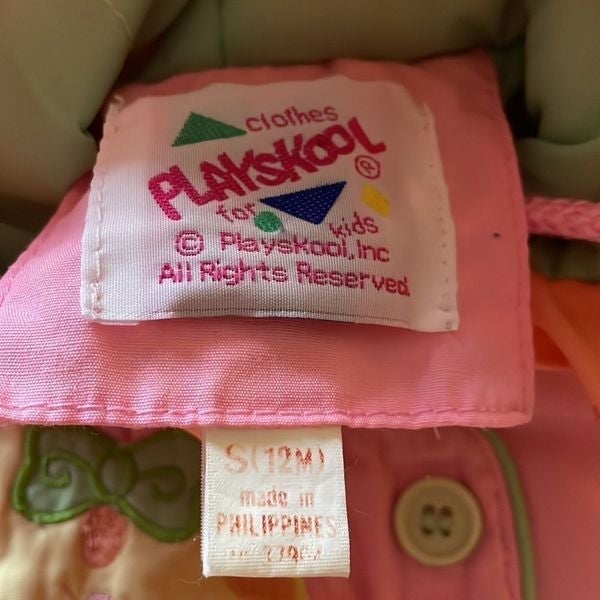 clothes
PLAYSKOOL®
for kids
© Playskool, Inc
All Rights Reserved
S(12M)
made in
PHILIPPINES